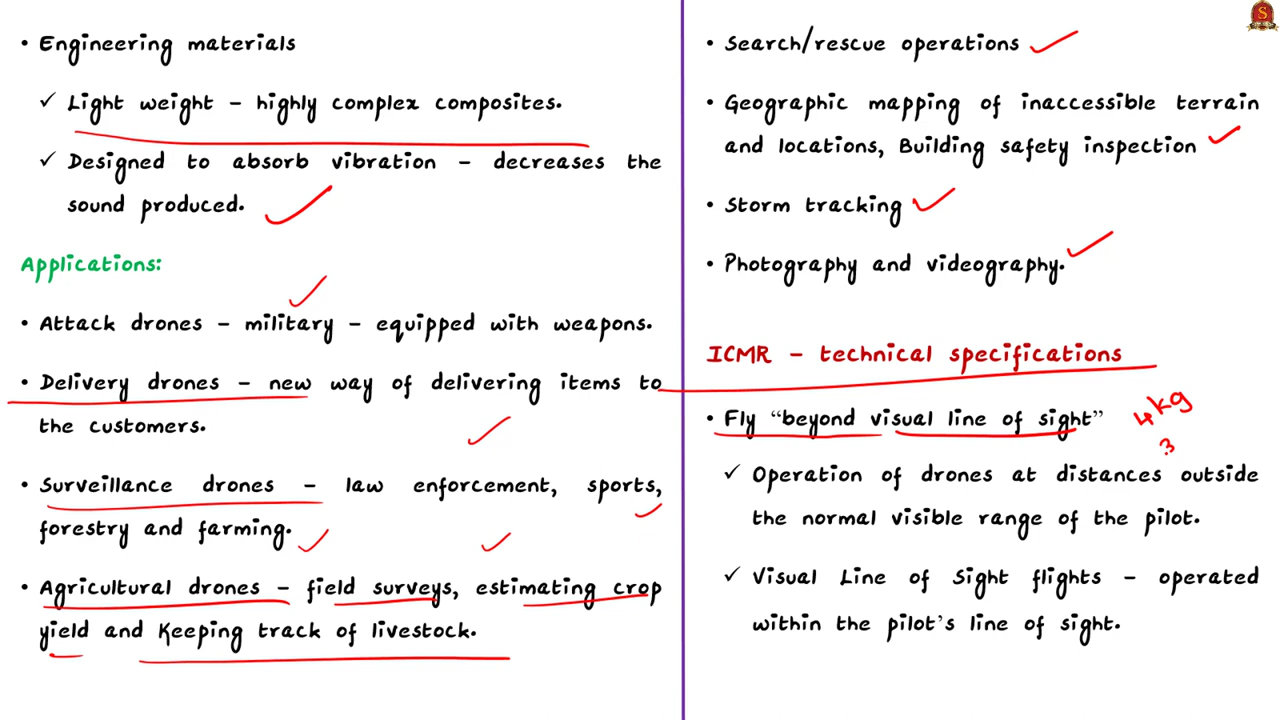 • Engineering materials
✓ Light weight – highly complex composites.
✓ Designed to absorb vibration – decreases the
sound produced.
Applications:
• Attack drones – military – equipped with weapons.
• Delivery drones – new way of delivering items to
the customers.
• Surveillance drones – law enforcement, sports,
forestry and farming.
• Agricultural drones – field surveys, estimating crop
yield and Keeping track of livestock.
• Search/rescue operations
• Geographic mapping of inaccessible terrain
and locations, Building safety inspection
• Storm tracking
• Photography and videography.
ICMR – technical specifications
• Fly “beyond visual line of sight”
4kg
3
✓ Operation of drones at distances outside
the normal visible range of the pilot.
✓ Visual Line of Sight flights – operated
within the pilot’s line of sight.
S